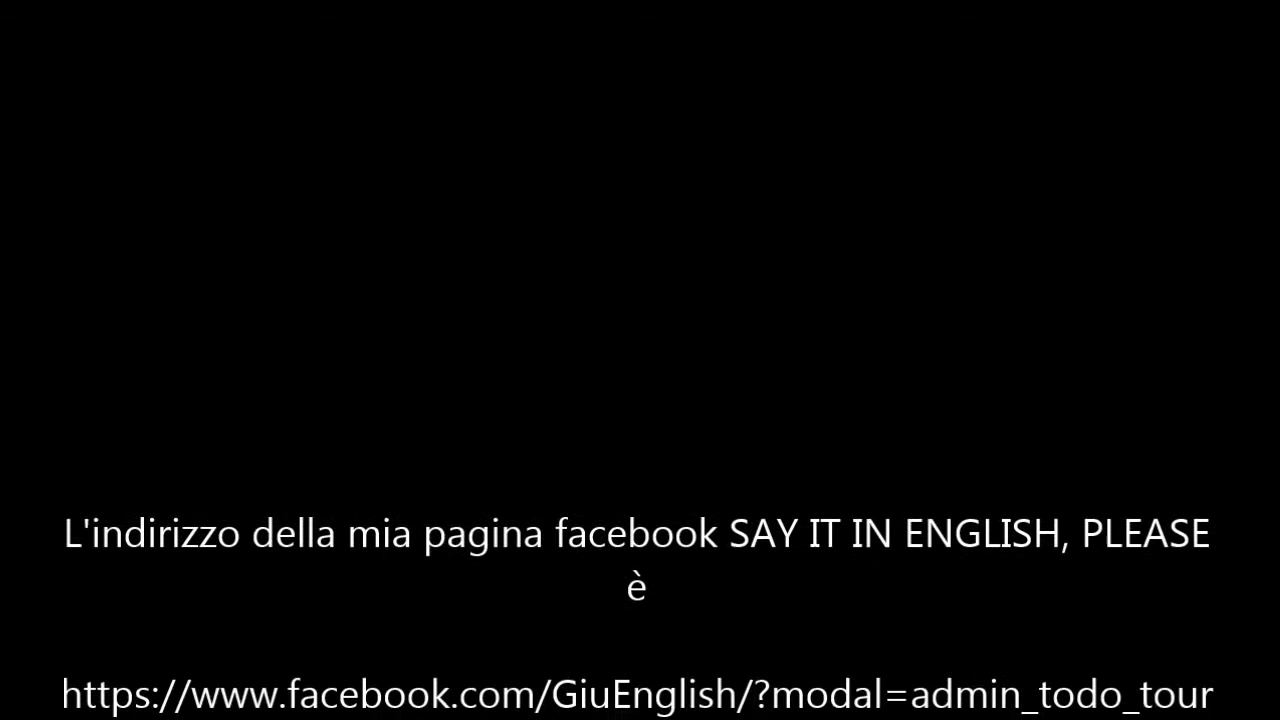 L'indirizzo della mia pagina facebook SAY IT IN ENGLISH, PLEASE
è
https://www.facebook.com/GiuEnglish/?modal=admin_todo_tour